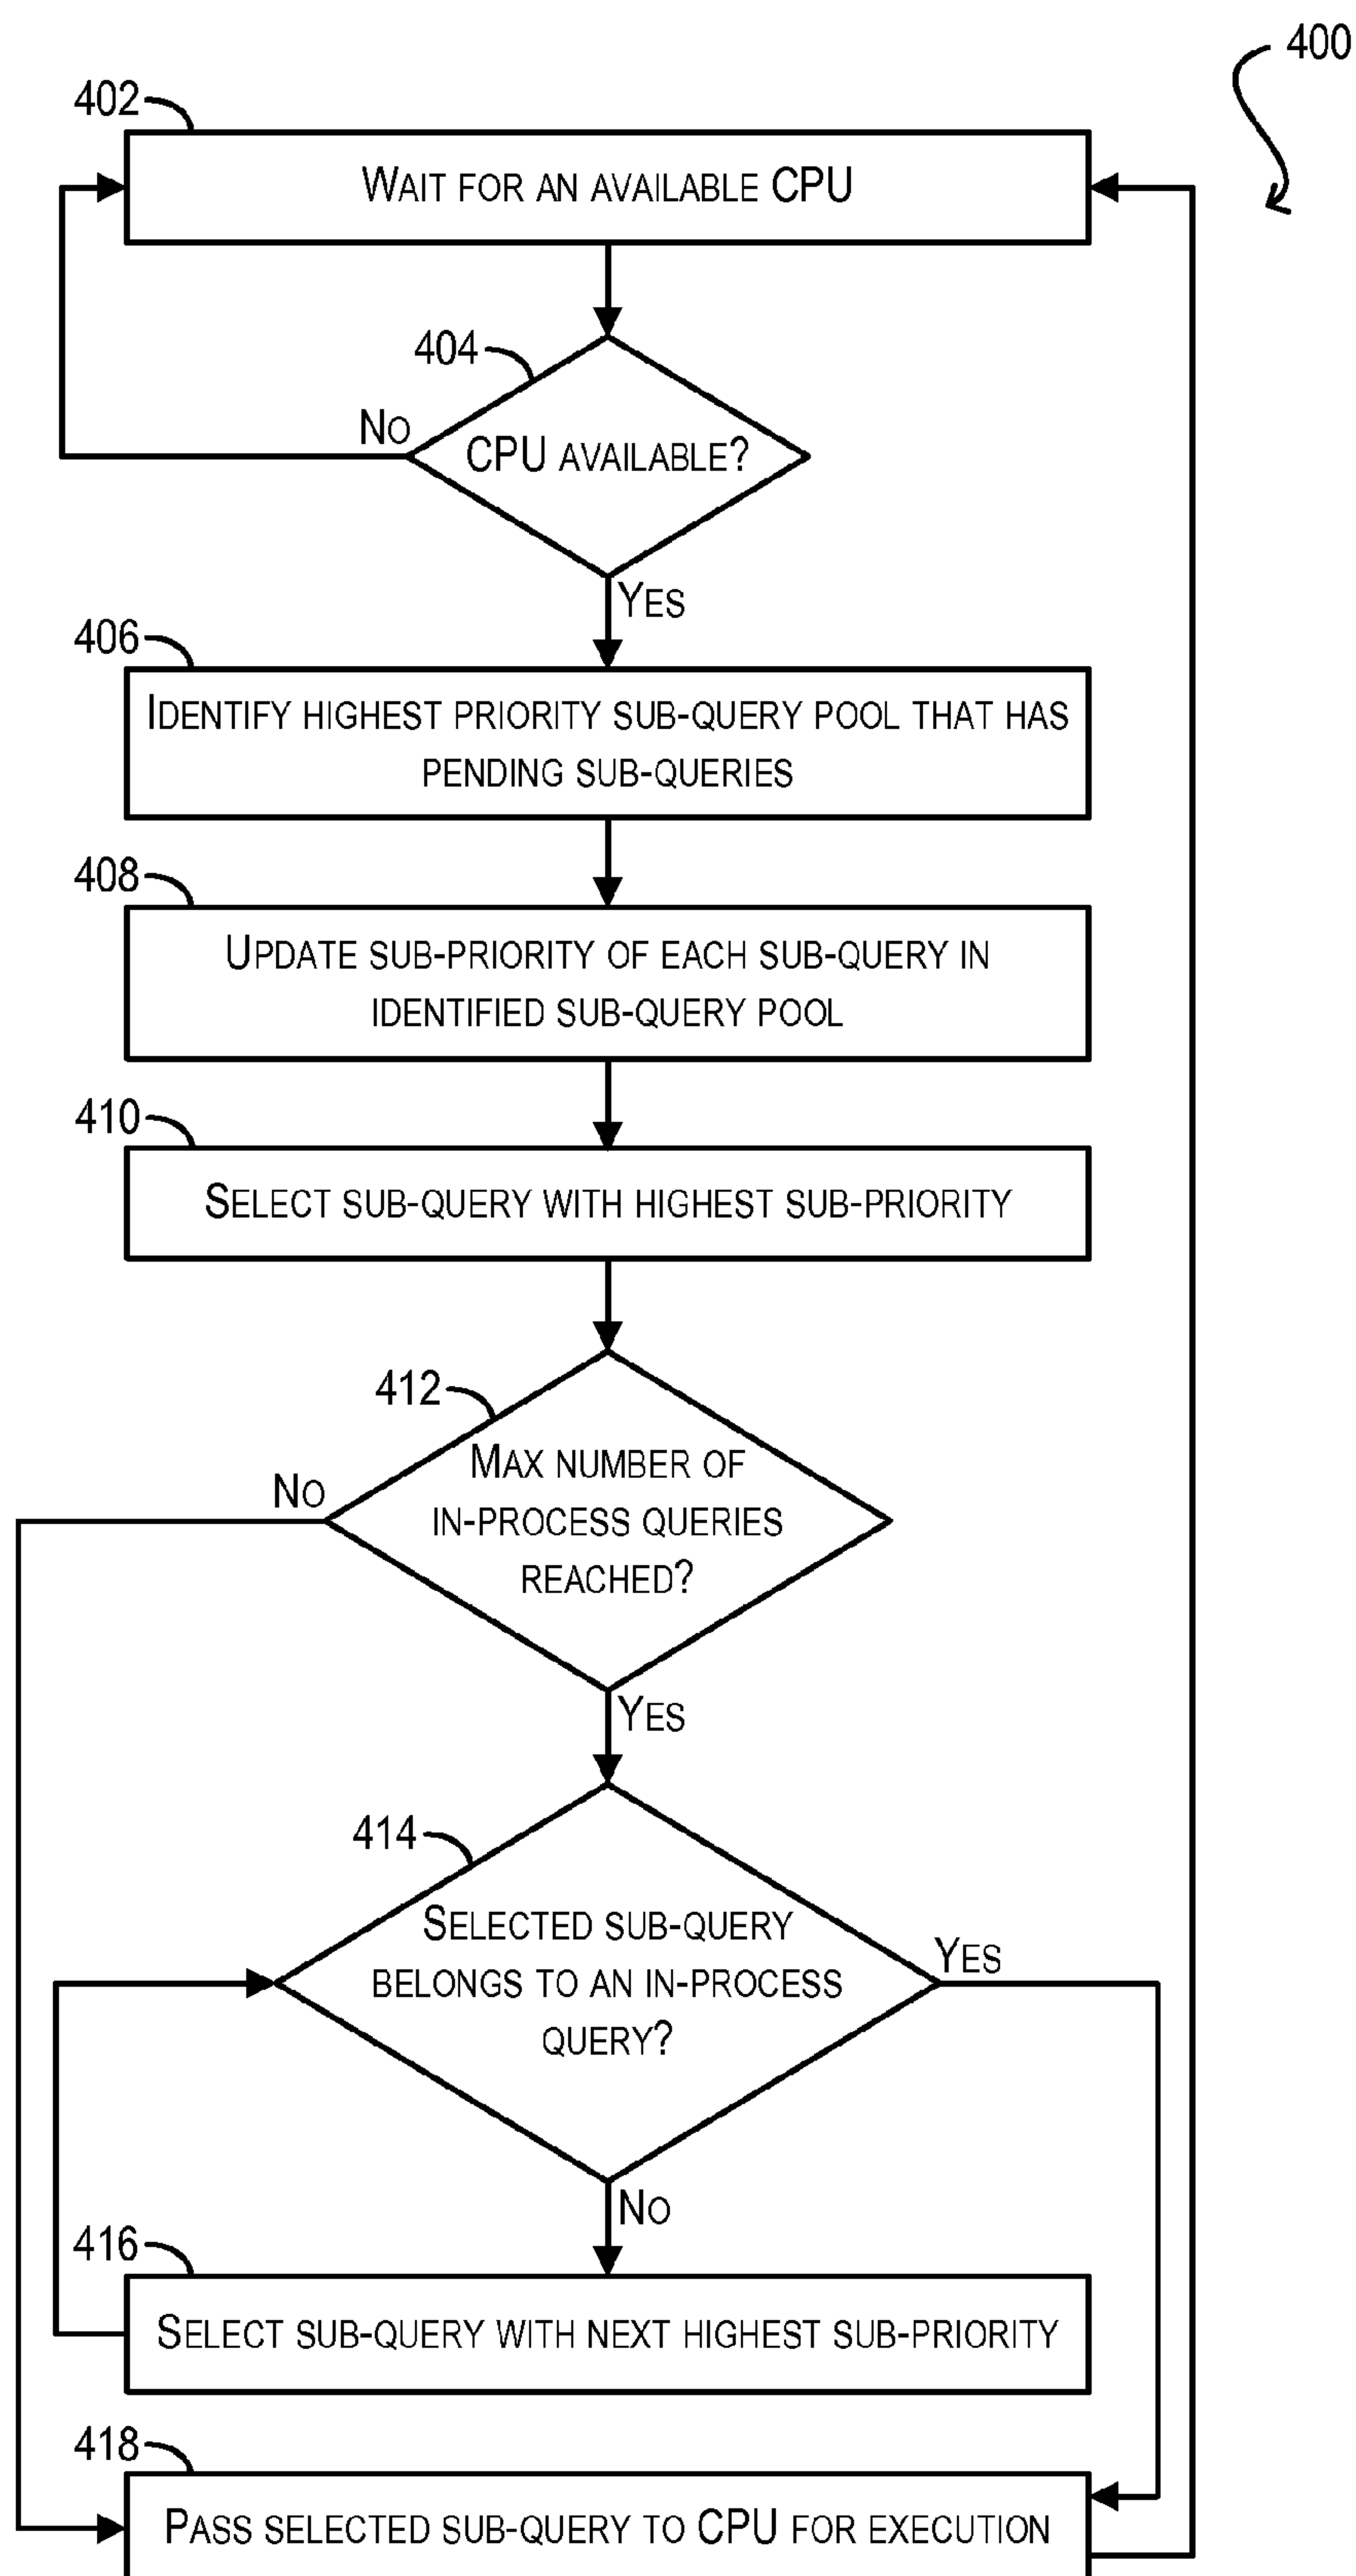 400
402
Wait for an available CPU
404
No
CPU available?
Yes
406
Identify highest priority sub-query pool that has
pending sub-queries
408
Update sub-priority of each sub-query in
identified sub-query pool
410
Select sub-query with highest sub-priority
412
No
Max number of
in-process queries
reached?
Yes
414
Selected sub-query
belongs to an in-process
query?
Yes
No
416
Select sub-query with next highest sub-priority
418
Pass selected sub-query to CPU for execution